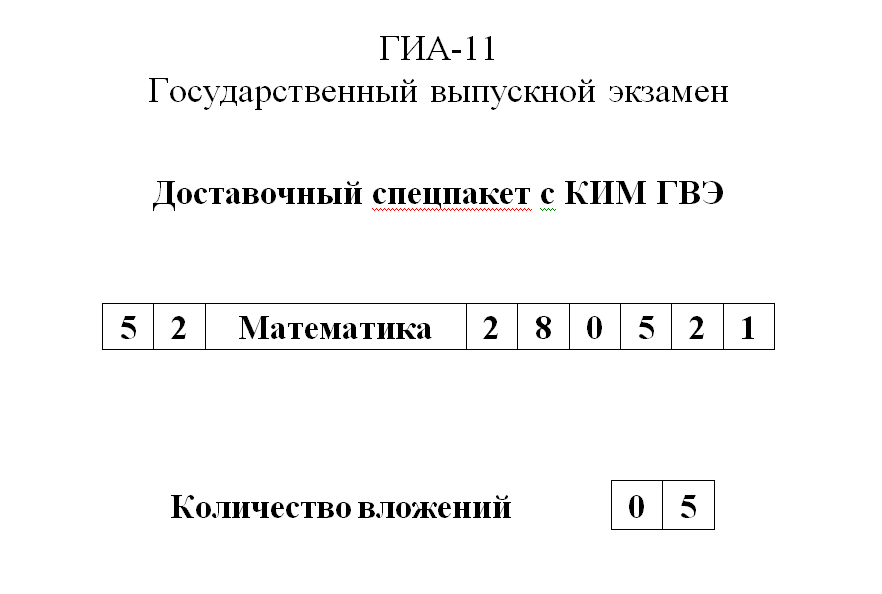 ГИА-11
Государственный выпускной экзамен
Доставочный спецпакет с КИМ ГВЭ
5 2 Математика 2 8 0 5 2 1
Количество вложений 0 5